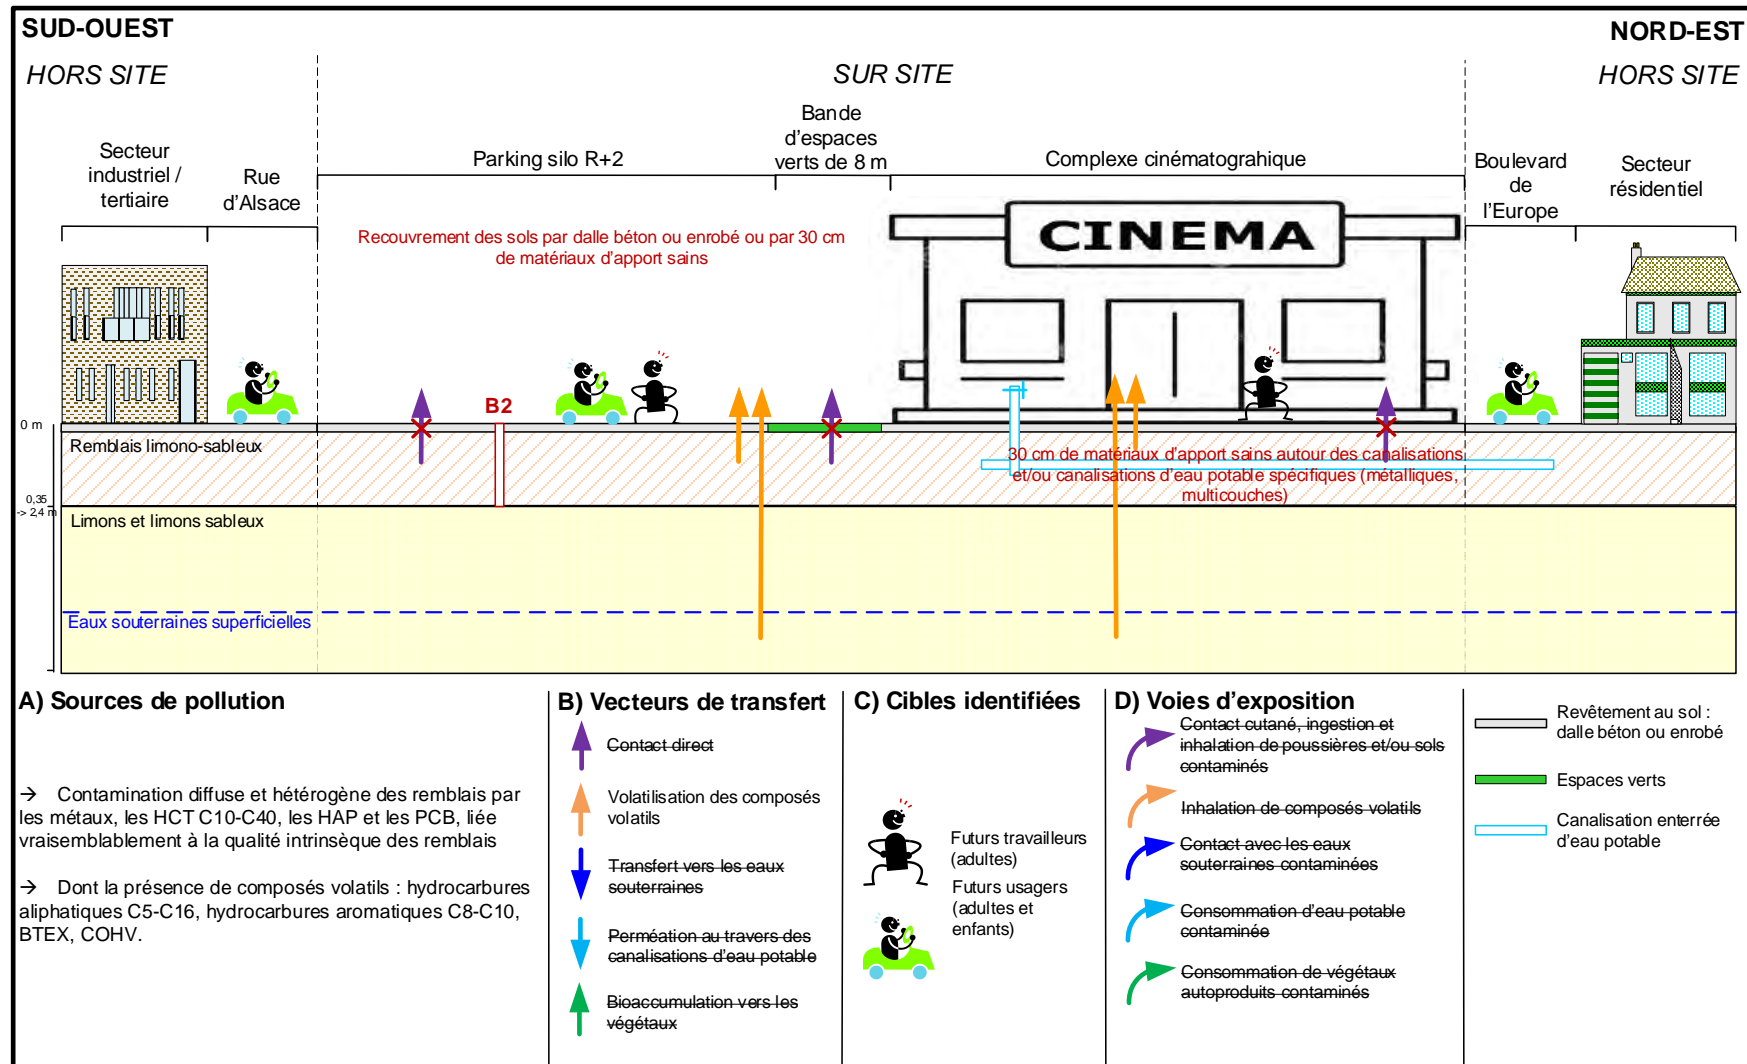 SUD-OUEST
NORD-EST
HORS SITE
SUR SITE
HORS SITE
Secteur
industriel /
tertiaire
Rue
d'Alsace
Parking silo R+2
Bande
d'espaces
verts de 8 m
Complexe cinématograhique
Boulevard
de
l'Europe
Secteur
résidentiel
Recouvrement des sols par dalle béton ou enrobé ou par 30 cm
de matériaux d'apport sains
CINEMA
B2
0 m
Remblais limono-sableux
30 cm de matériaux d'apport sains autour des canalisations
et/ou canalisations d'eau potable spécifiques (métalliques,
multicouches)
0,35
-> 2,4 m
Limons et limons sableux
Eaux souterraines superficielles
A) Sources de pollution
→ Contamination diffuse et hétérogène des remblais par
les métaux, les HCT C10-C40, les HAP et les PCB, liée
vraisemblablement à la qualité intrinsèque des remblais
→ Dont la présence de composés volatils : hydrocarbures
aliphatiques C5-C16, hydrocarbures aromatiques C8-C10,
BTEX, COHV.
B) Vecteurs de transfert
Contact direct
Volatilisation des composés
volatils
Transfert vers les eaux
souterraines
Perméation au travers des
canalisations d'eau potable
Bioaccumulation vers les
végétaux
C) Cibles identifiées
Futurs travailleurs
(adultes)
Futurs usagers
(adultes et
enfants)
D) Voies d'exposition
Contact cutané, ingestion et
inhalation de poussières et/ou sols
contaminés
Inhalation de composés volatils
Contact avec les eaux
souterraines contaminées
Consommation d'eau potable
contaminée
Consommation de végétaux
autoproduits contaminés
Revêtement au sol :
dalle béton ou enrobé
Espaces verts
Canalisation enterrée
d'eau potable